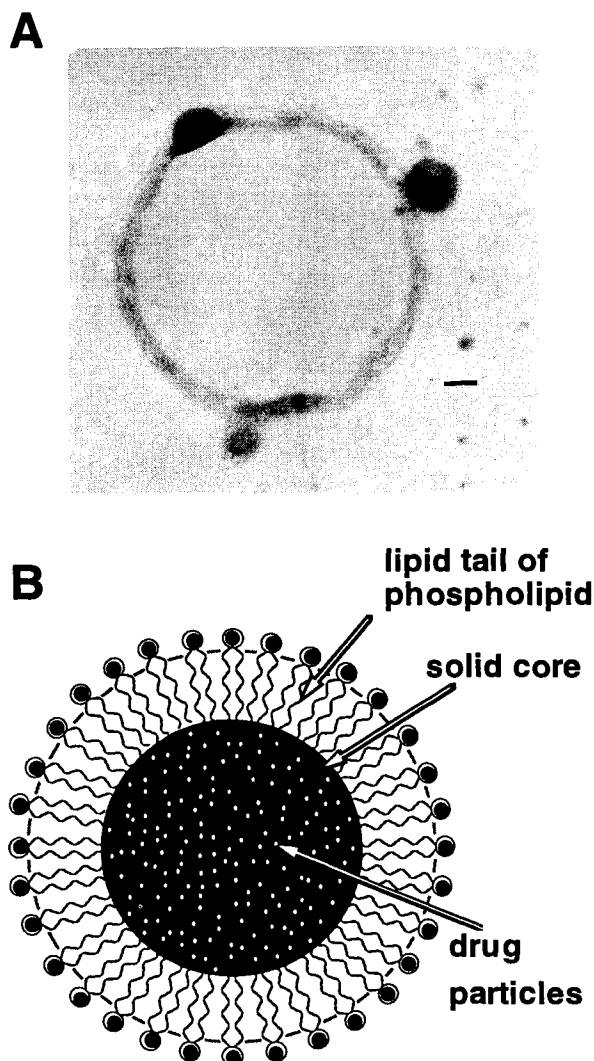 A
B
lipid tail of
phospholipid
solid core
drug
particles